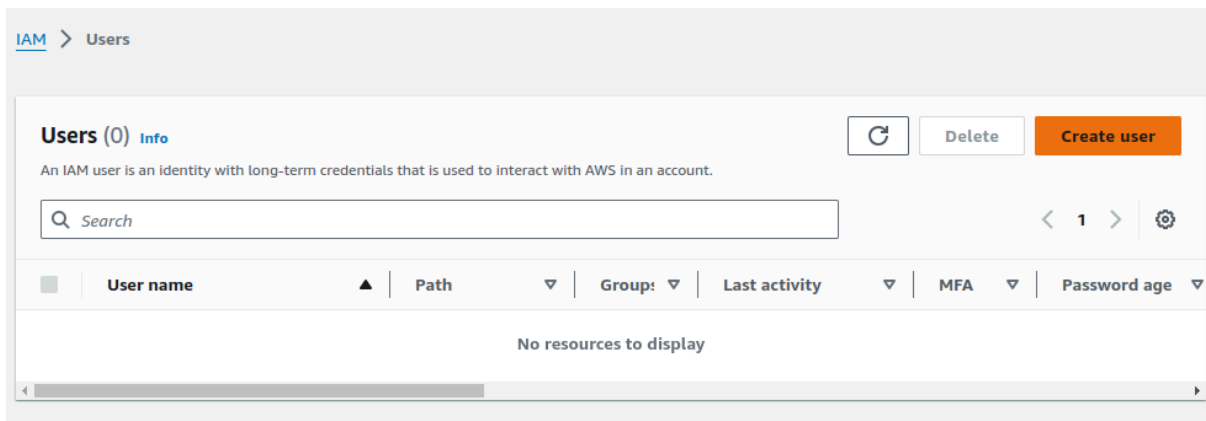 IAM > Users
Users (0) Info
Delete
Create user
An IAM user is an identity with long-term credentials that is used to interact with AWS in an account.
Search
< 1 >
User name Path Groups Last activity MFA Password age
No resources to display